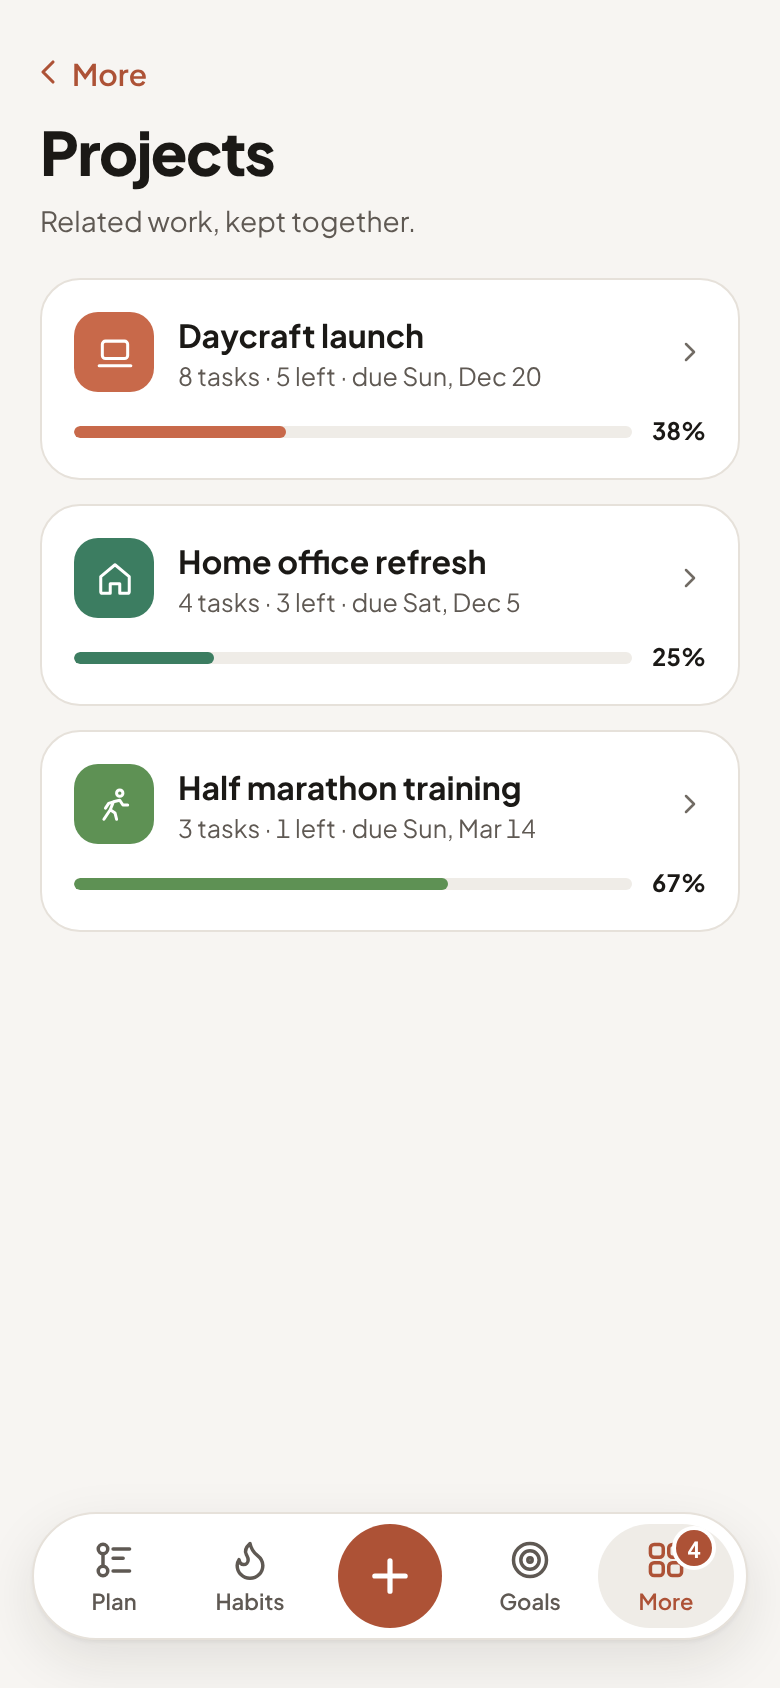 More
Projects
Related work, kept together.
Daycraft launch
8 tasks · 5 left · due Sun, Dec 20
38%
Home office refresh
4 tasks · 3 left · due Sat, Dec 5
25%
Half marathon training
3 tasks · 1 left · due Sun, Mar 14
67%
4
Plan
Habits
Goals
More